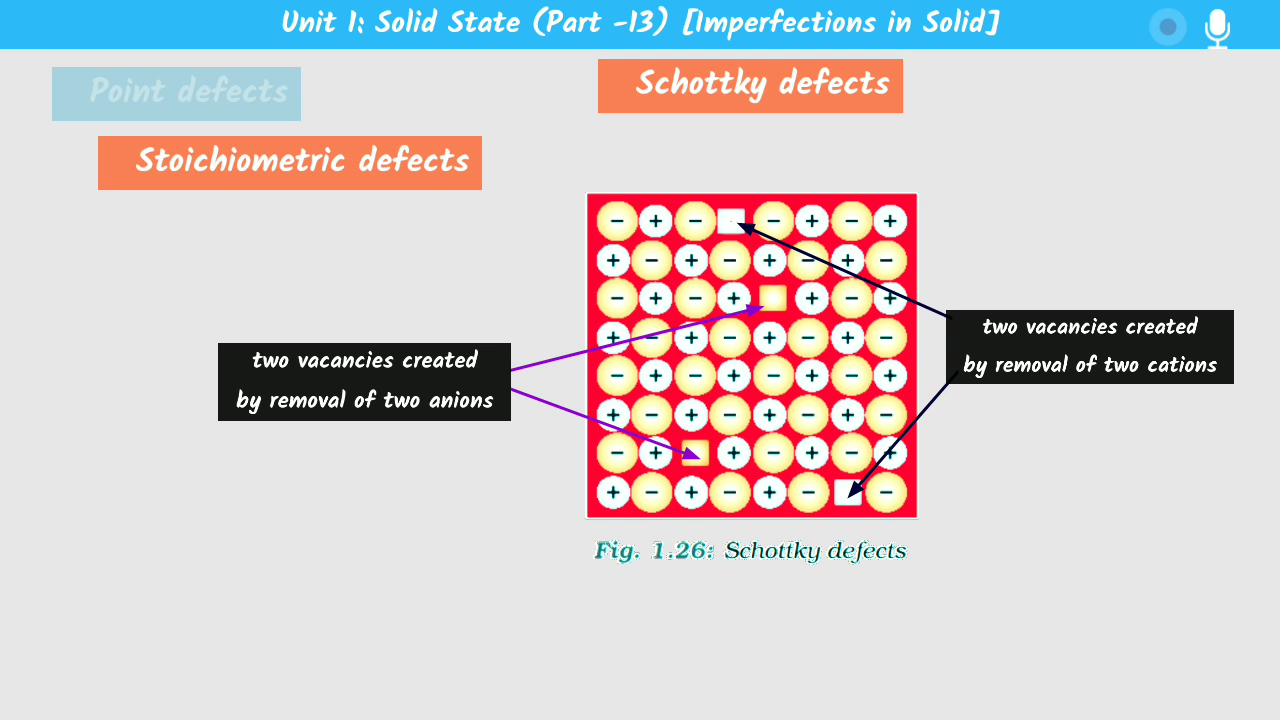 Unit 1: Solid State (Part -13) [Imperfections in Solid]
Point defects
Schottky defects
Stoichiometric defects
− + − − + − +
+ − + − + − + −
− + − + + − +
+ − + − + − + −
− + − + − + − +
+ − + − + − + −
− + + − + − +
+ − + − + − −
two vacancies created
by removal of two anions
two vacancies created
by removal of two cations
Fig. 1.26: Schottky defects